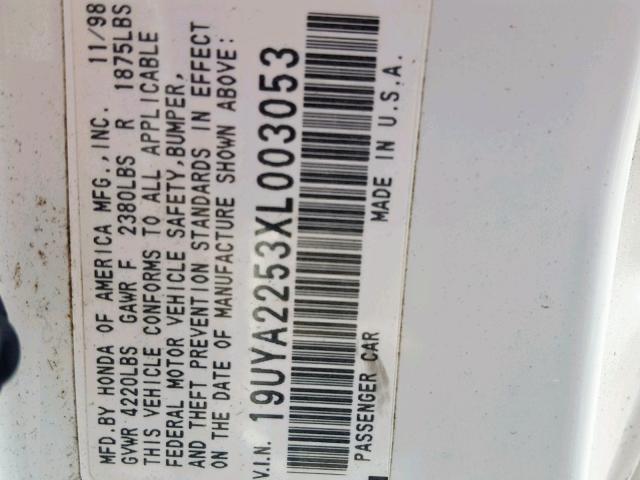 MFD.BY HONDA OF AMERICA MFG.,INC. 11/98
GVWR 4220LBS GAWR F 2380LBS R 1875LBS
THIS VEHICLE CONFORMS TO ALL APPLICABLE
FEDERAL MOTOR VEHICLE SAFETY,BUMPER,
AND THEFT PREVENTION STANDARDS IN EFFECT
ON THE DATE OF MANUFACTURE SHOWN ABOVE:
V.I.N. 19UYA2253XL003053
PASSENGER CAR MADE IN U.S.A.